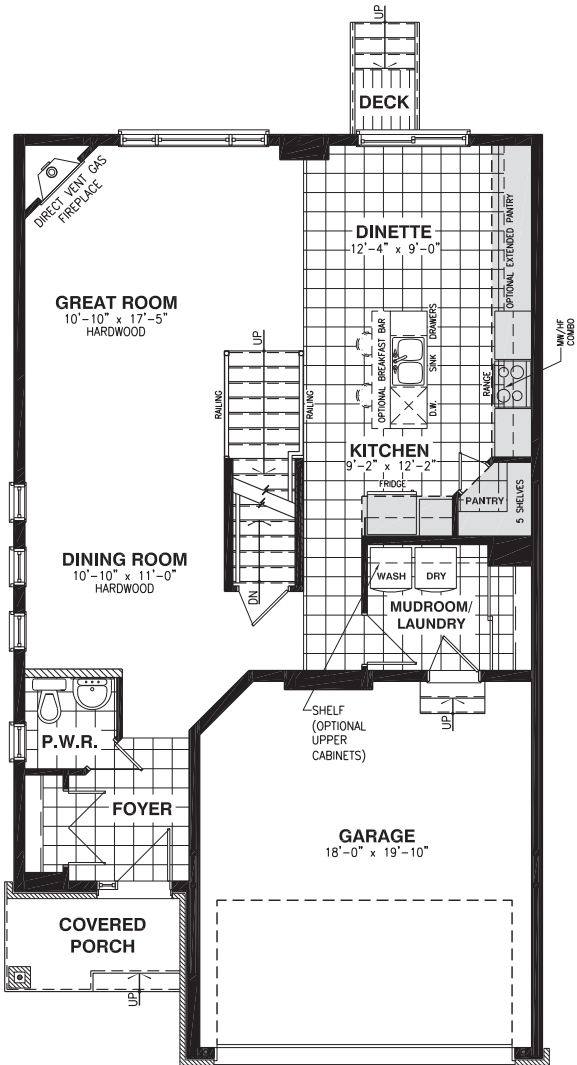 UP
DECK
DIRECT VENT GAS
FIREPLACE
DINETTE
12'-4" x 9'-0"
OPTIONAL EXTENDED PANTRY
GREAT ROOM
10'-10" x 17'-5"
HARDWOOD
MW/HF
COMBO
UP
RAILING
RAILING
OPTIONAL BREAKFAST BAR
SINK
DRAWERS
D.W.
RANGE
KITCHEN
9'-2" x 12'-2"
FRIDGE
PANTRY
5 SHELVES
DINING ROOM
10'-10" x 11'-0"
HARDWOOD
DN
WASH
DRY
MUDROOM/
LAUNDRY
SHELF
(OPTIONAL
UPPER
CABINETS)
UP
P.W.R.
FOYER
GARAGE
18'-0" x 19'-10"
COVERED
PORCH
UP